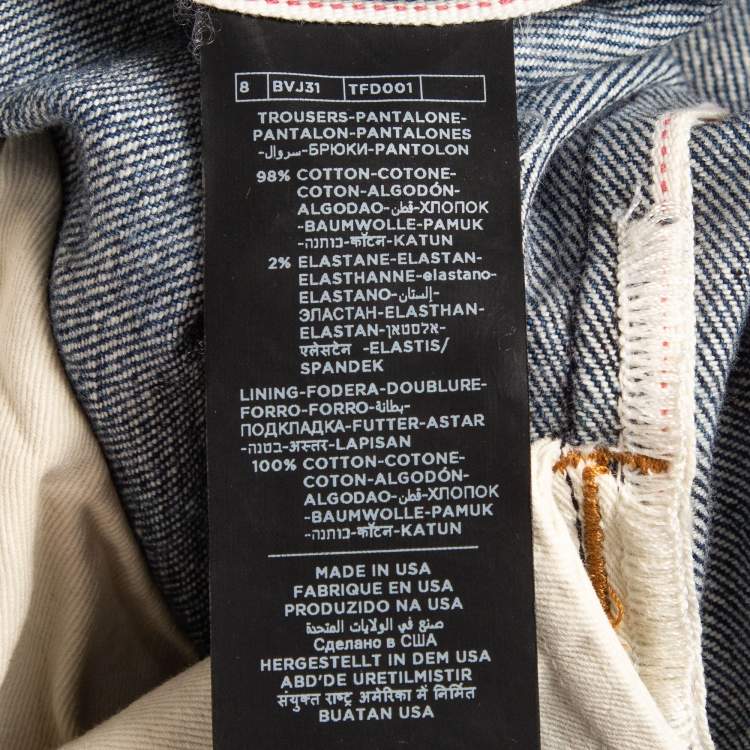 8 BVJ31 TFD001
TROUSERS-PANTALONE-
PANTALON-PANTALONES
-سروال-БРЮКИ-PANTOLON
98% COTTON-COTONE-
COTON-ALGODÓN-
ALGODAO-قطن-ХЛОПОК
-BAUMWOLLE-PAMUK
-כותנה-कॉटन-KATUN
2% ELASTANE-ELASTAN-
ELASTHANNE-elastano-
ELASTANO-إلستان-
ЭЛАСТАН-ELASTHAN-
ELASTAN-אלסטאן-
एलेसटेन -ELASTIS/
SPANDEK
LINING-FODERA-DOUBLURE-
FORRO-FORRO-بطانة-
ПОДКЛАДКА-FUTTER-ASTAR
-בטנה-अस्तर-LAPISAN
100% COTTON-COTONE-
COTON-ALGODÓN-
ALGODAO-قطن-ХЛОПОК
-BAUMWOLLE-PAMUK
-כותנה-कॉटन-KATUN
MADE IN USA
FABRIQUE EN USA
PRODUZIDO NA USA
صنع في الولايات المتحدة
Сделано в США
HERGESTELLT IN DEM USA
ABD'DE URETILMISTIR
संयुक्त राष्ट्र अमेरिका में निर्मित
BUATAN USA